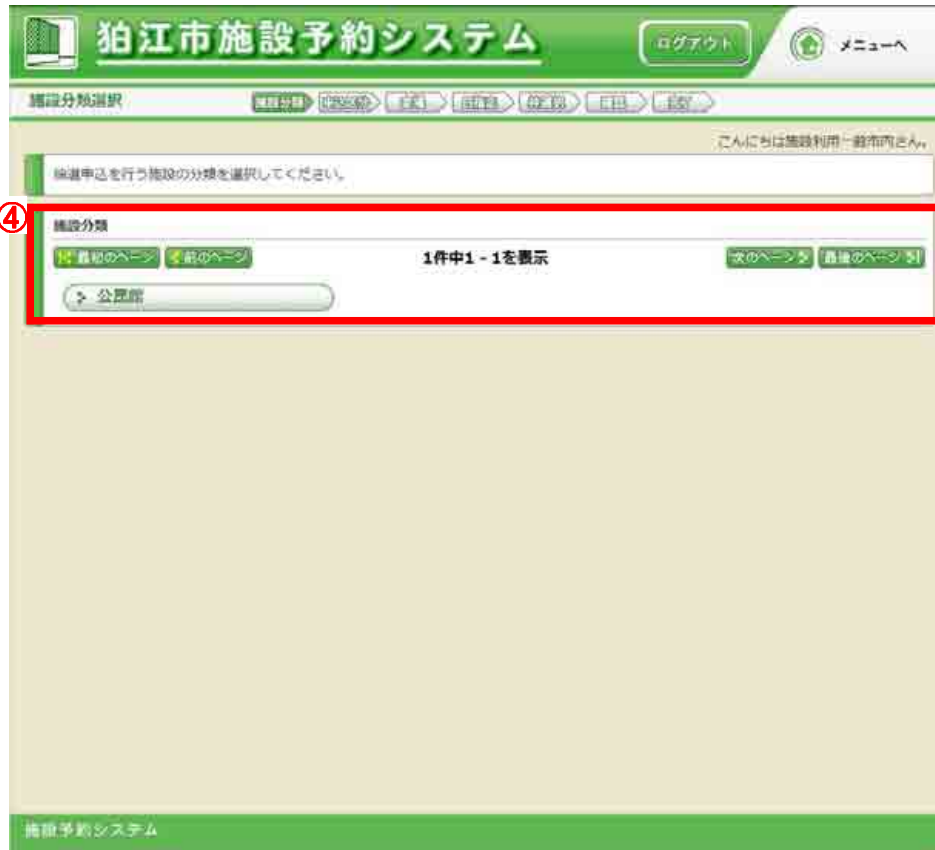 狛江市施設予約システム
ログアウト
メニューへ
施設分類選択
こんにちは施設利用一般市内さん。
抽選申込を行う施設の分類を選択してください。
④
施設分類
最初のページ 前のページ 1件中1 - 1を表示 次のページ 最後のページ
公民館
施設予約システム